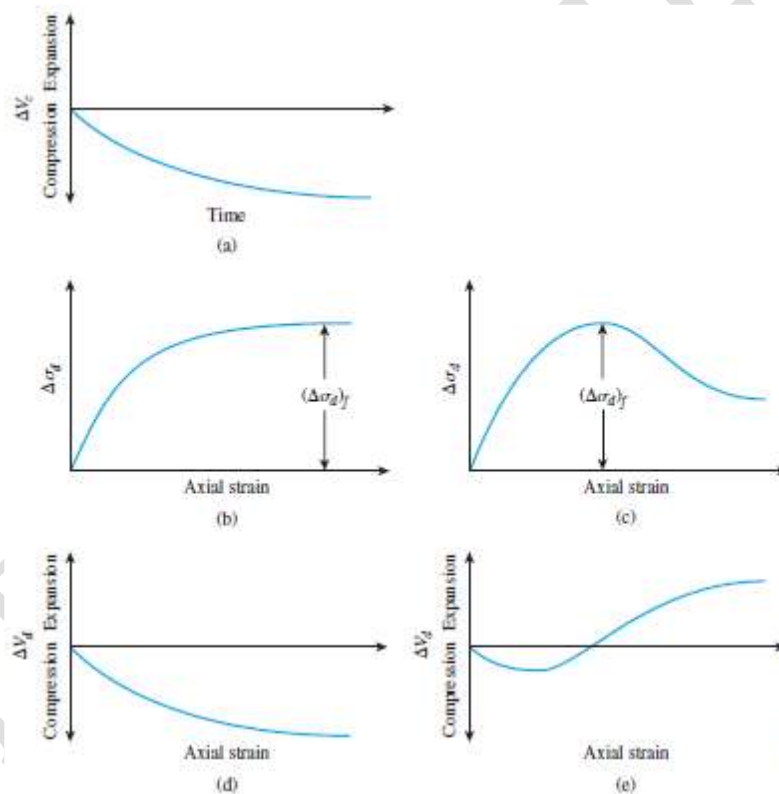 ΔV_c
Compression Expansion
Time
(a)
Δσ_d
(Δσ_d)_f
Axial strain
(b)
Δσ_d
(Δσ_d)_f
Axial strain
(c)
ΔV_d
Compression Expansion
Axial strain
(d)
ΔV_d
Compression Expansion
Axial strain
(e)